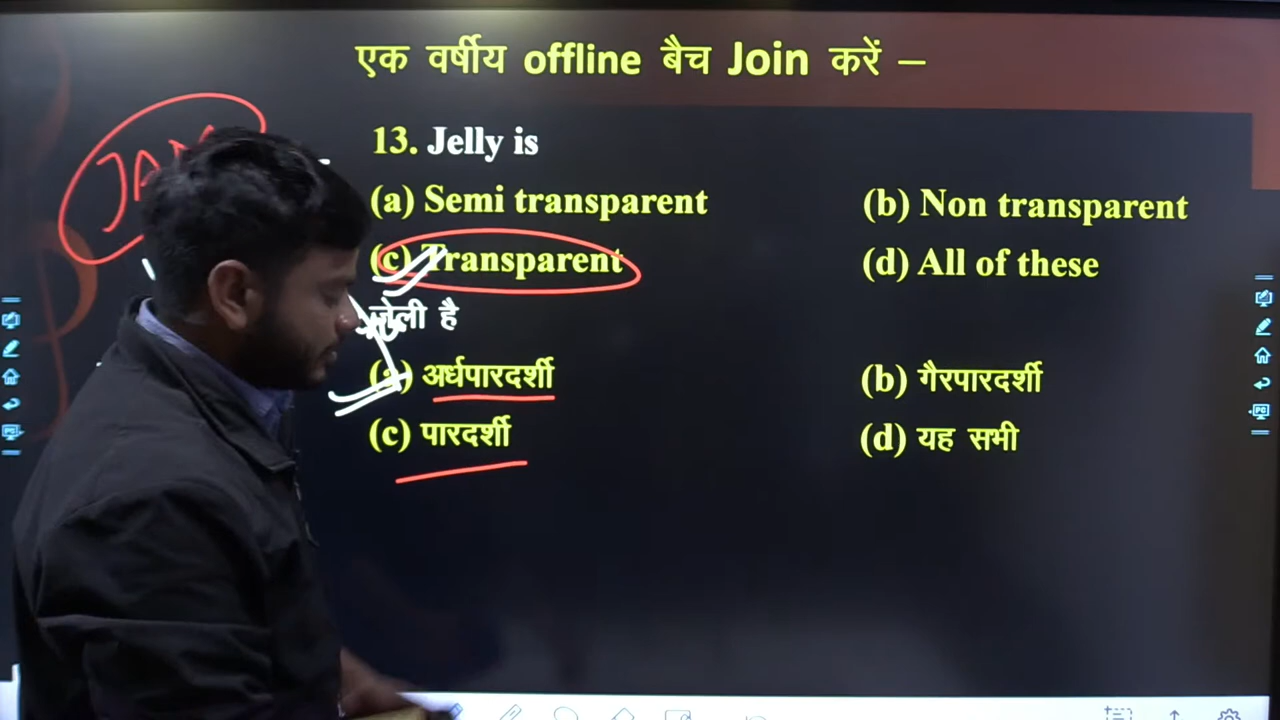 एक वर्षीय offline बैच Join करें –
JAM
13. Jelly is
(a) Semi transparent (b) Non transparent
(c) Transparent (d) All of these
जेली है
(a) अर्धपारदर्शी (b) गैरपारदर्शी
(c) पारदर्शी (d) यह सभी